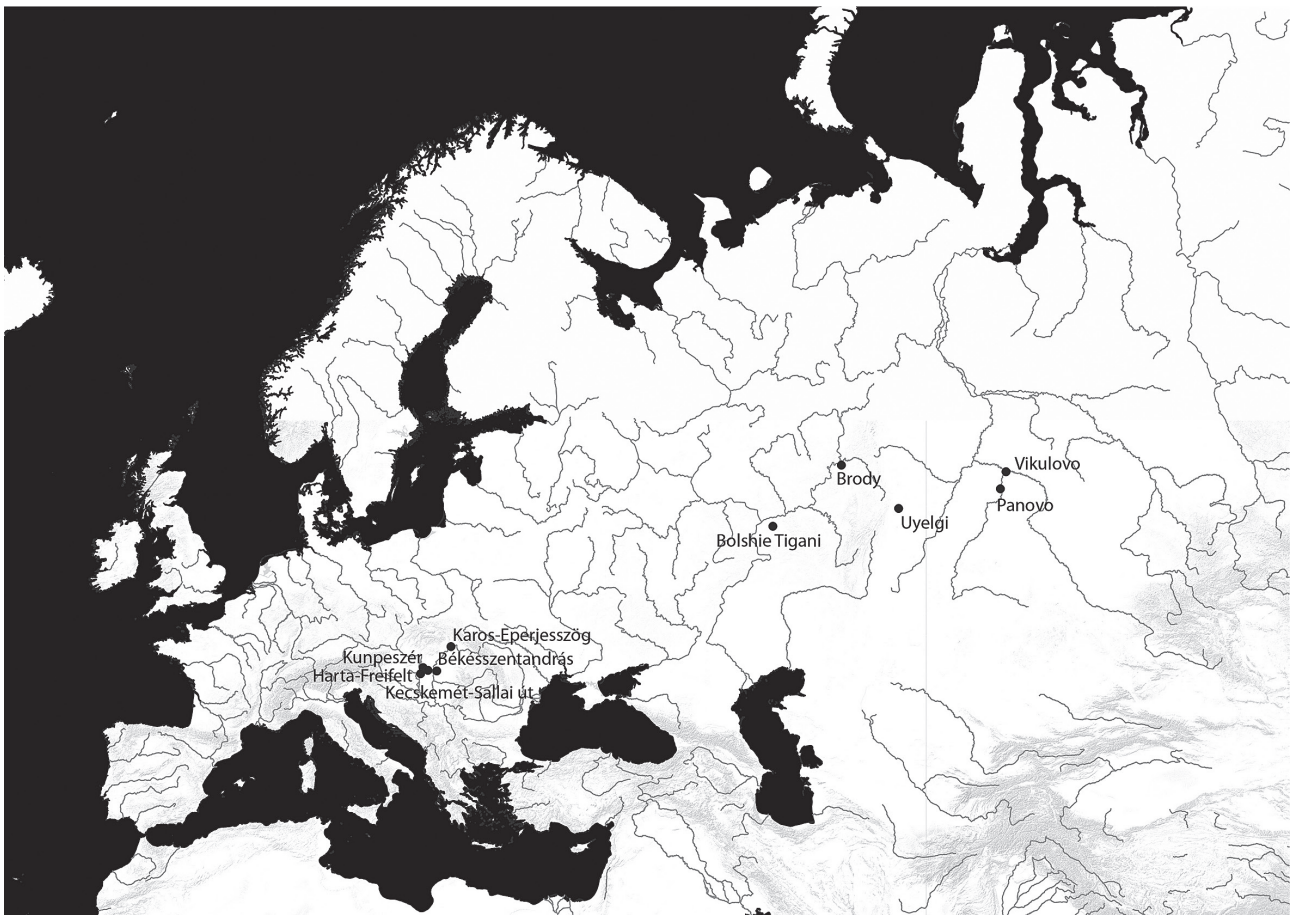 Vikulovo
Brody
Panovo
Uyelgi
Bolshie Tigani
Karos-Eperjesszög
Kunpeszér
Békésszentandrás
Harta-Freifelt
Kecskemét-Sallai út